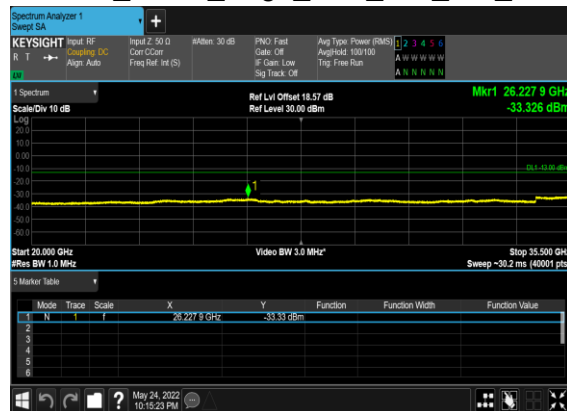 Spectrum Analyzer 1
Swept SA
KEYSIGHT Input: RF Input Z: 50 Ω #Atten: 30 dB PNO: Fast Avg Type: Power (RMS) 1 2 3 4 5 6
R T Coupling: DC Corr CCorr Gate: Off Avg|Hold: 100/100 A W W W W W
Align: Auto Freq Ref: Int (S) IF Gain: Low Trig: Free Run
Sig Track: Off A N N N N N
1 Spectrum Ref Lvl Offset 18.57 dB Mkr1 26.227 9 GHz
Scale/Div 10 dB Ref Level 30.00 dBm -33.326 dBm
Log
20.0
10.0
0.00
-10.0
DL1 -13.00 dBm
-20.0
1
-30.0
-40.0
-50.0
-60.0
Start 20.000 GHz Video BW 3.0 MHz* Stop 35.500 GHz
#Res BW 1.0 MHz Sweep ~30.2 ms (40001 pts)
5 Marker Table
Mode Trace Scale X Y Function Function Width Function Value
1 N 1 f 26.227 9 GHz -33.33 dBm
2
3
4
5
6
? May 24, 2022
10:15:23 PM